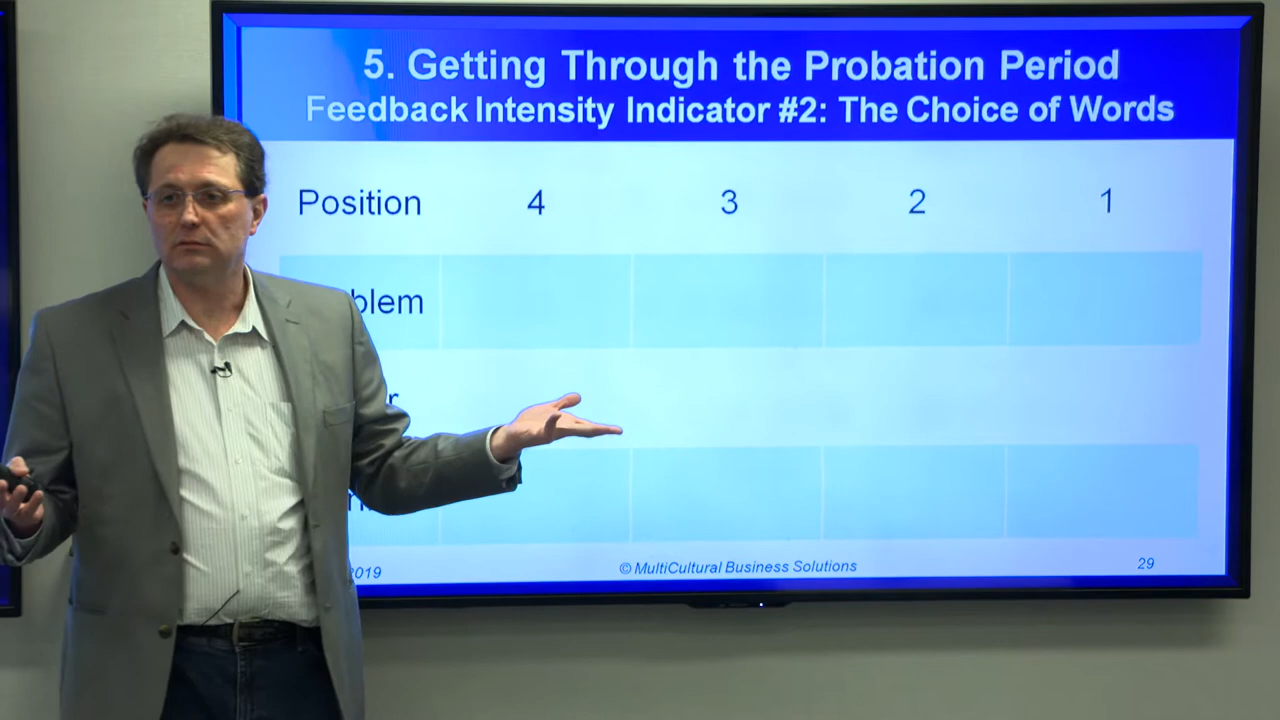 5. Getting Through the Probation Period
Feedback Intensity Indicator #2: The Choice of Words
Position 4 3 2 1
blem
r
2019 © MultiCultural Business Solutions 29